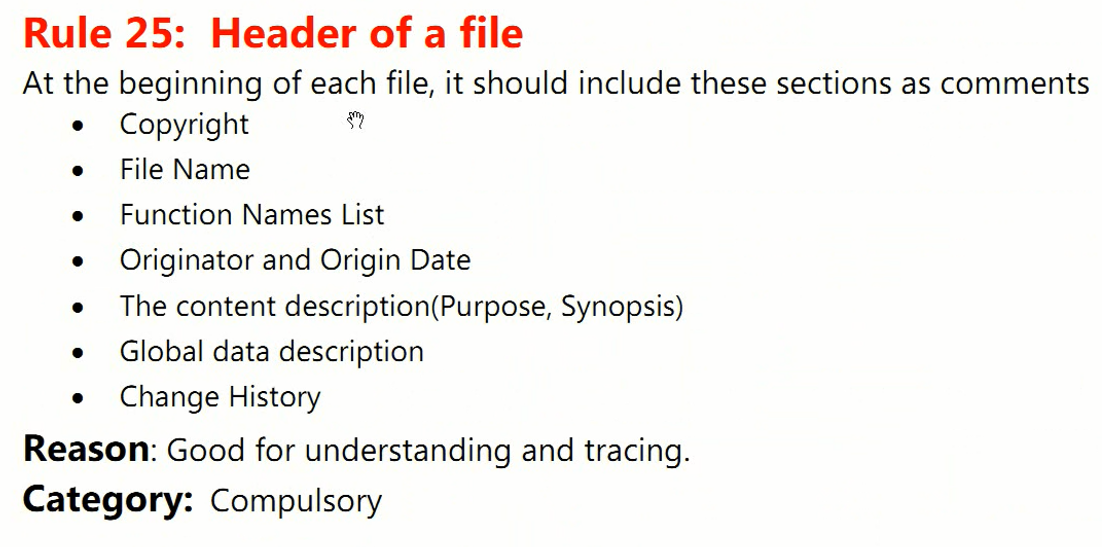 Rule 25:  Header of a file
At the beginning of each file, it should include these sections as comments
• Copyright
• File Name
• Function Names List
• Originator and Origin Date
• The content description(Purpose, Synopsis)
• Global data description
• Change History
Reason: Good for understanding and tracing.
Category:  Compulsory